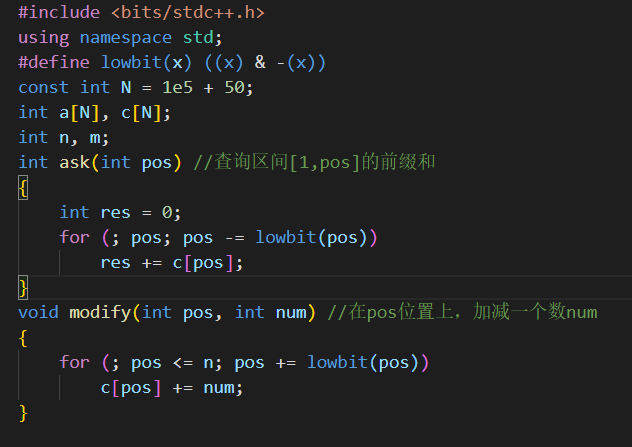 #include <bits/stdc++.h>
using namespace std;
#define lowbit(x) ((x) & -(x))
const int N = 1e5 + 50;
int a[N], c[N];
int n, m;
int ask(int pos) //查询区间[1,pos]的前缀和
{
    int res = 0;
    for (; pos; pos -= lowbit(pos))
        res += c[pos];
}
void modify(int pos, int num) //在pos位置上，加减一个数num
{
    for (; pos <= n; pos += lowbit(pos))
        c[pos] += num;
}